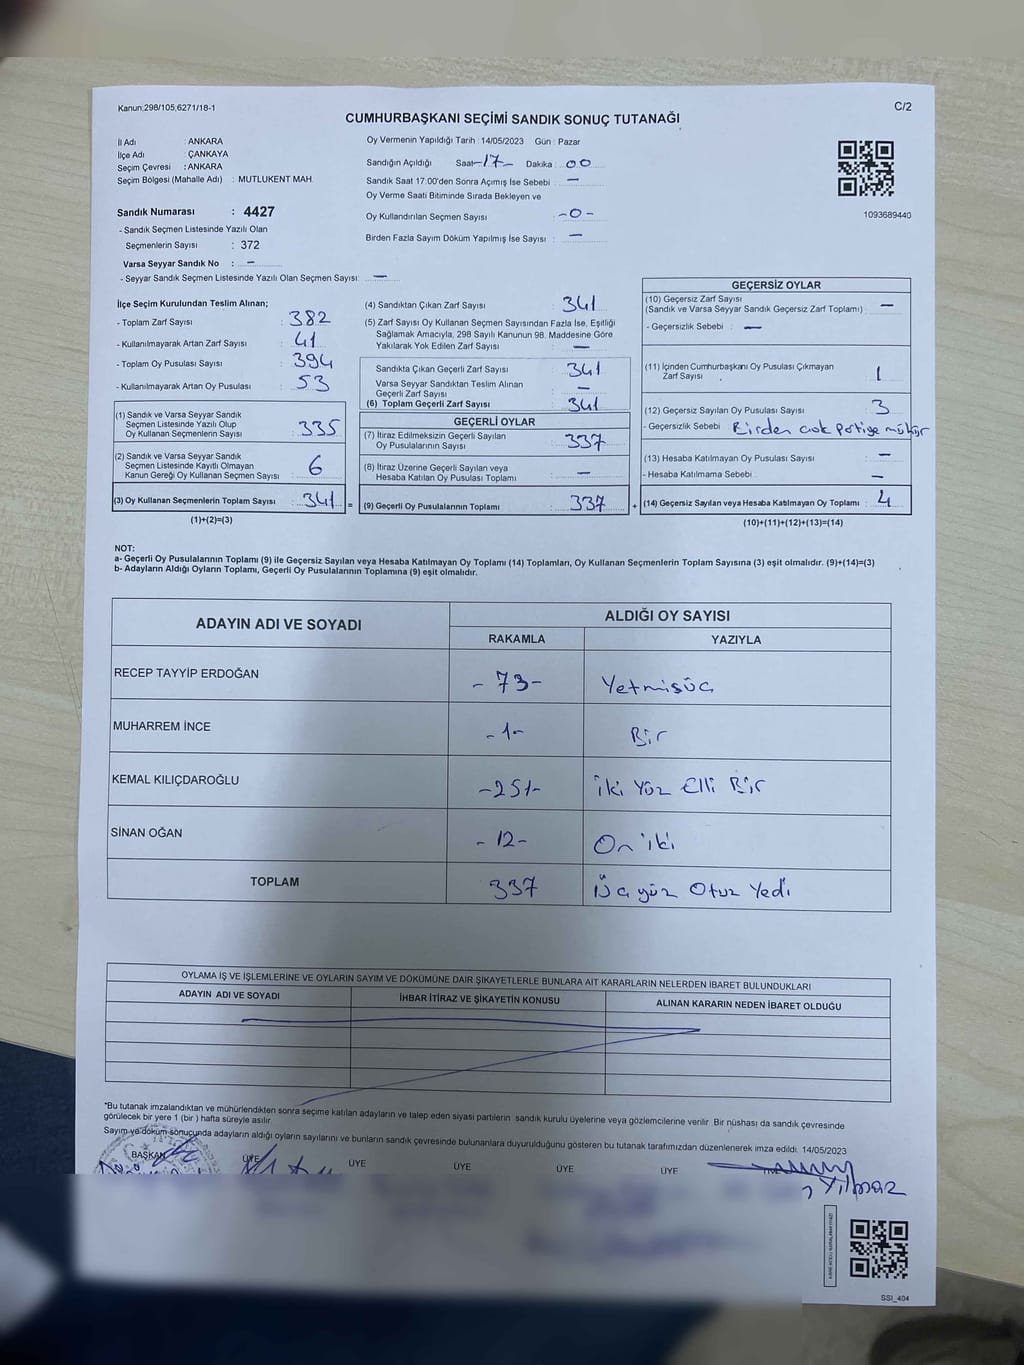 Kanun:298/105,6271/18-1
C/2
CUMHURBAŞKANI SEÇİMİ SANDIK SONUÇ TUTANAĞI
İl Adı : ANKARA
İlçe Adı : ÇANKAYA
Seçim Çevresi : ANKARA
Seçim Bölgesi (Mahalle Adı) : MUTLUKENT MAH.
Oy Vermenin Yapıldığı Tarih : 14/05/2023 Gün : Pazar
Sandığın Açıldığı Saat -17- Dakika : 00
Sandık Saat 17.00'den Sonra Açımış İse Sebebi : -
Oy Verme Saati Bitiminde Sırada Bekleyen ve
Oy Kullandırılan Seçmen Sayısı : -0-
Birden Fazla Sayım Döküm Yapılmış İse Sayısı : -
1093689440
Sandık Numarası : 4427
- Sandık Seçmen Listesinde Yazılı Olan
Seçmenlerin Sayısı : 372
Varsa Seyyar Sandık No : -
- Seyyar Sandık Seçmen Listesinde Yazılı Olan Seçmen Sayısı: -
İlçe Seçim Kurulundan Teslim Alınan;
- Toplam Zarf Sayısı : 382
- Kullanılmayarak Artan Zarf Sayısı : 41
- Toplam Oy Pusulası Sayısı : 394
- Kullanılmayarak Artan Oy Pusulası : 53
(1) Sandık ve Varsa Seyyar Sandık
Seçmen Listesinde Yazılı Olup
Oy Kullanan Seçmenlerin Sayısı : 335
(2) Sandık ve Varsa Seyyar Sandık
Seçmen Listesinde Kayıtlı Olmayan
Kanun Gereği Oy Kullanan Seçmen Sayısı : 6
(3) Oy Kullanan Seçmenlerin Toplam Sayısı : 341 =
(1)+(2)=(3)
(4) Sandıktan Çıkan Zarf Sayısı : 341
(5) Zarf Sayısı Oy Kullanan Seçmen Sayısından Fazla İse, Eşitliği
Sağlamak Amacıyla, 298 Sayılı Kanunun 98. Maddesine Göre
Yakılarak Yok Edilen Zarf Sayısı : -
Sandıkta Çıkan Geçerli Zarf Sayısı : 341
Varsa Seyyar Sandıktan Teslim Alınan
Geçerli Zarf Sayısı : -
(6) Toplam Geçerli Zarf Sayısı : 341
GEÇERLİ OYLAR
(7) İtiraz Edilmeksizin Geçerli Sayılan
Oy Pusulalarının Sayısı : 337
(8) İtiraz Üzerine Geçerli Sayılan veya
Hesaba Katılan Oy Pusulası Toplamı : -
(9) Geçerli Oy Pusulalarının Toplamı : 337 +
GEÇERSİZ OYLAR
(10) Geçersiz Zarf Sayısı
(Sandık ve Varsa Seyyar Sandık Geçersiz Zarf Toplamı) : -
- Geçersizlik Sebebi : -
(11) İçinden Cumhurbaşkanı Oy Pusulası Çıkmayan
Zarf Sayısı : 1
(12) Geçersiz Sayılan Oy Pusulası Sayısı : 3
- Geçersizlik Sebebi : Birden çok partiye mühür
(13) Hesaba Katılmayan Oy Pusulası Sayısı : -
- Hesaba Katılmama Sebebi : -
(14) Geçersiz Sayılan veya Hesaba Katılmayan Oy Toplamı : 4
(10)+(11)+(12)+(13)=(14)
NOT:
a- Geçerli Oy Pusulalarının Toplamı (9) ile Geçersiz Sayılan veya Hesaba Katılmayan Oy Toplamı (14) Toplamları, Oy Kullanan Seçmenlerin Toplam Sayısına (3) eşit olmalıdır. (9)+(14)=(3)
b- Adayların Aldığı Oyların Toplamı, Geçerli Oy Pusulalarının Toplamına (9) eşit olmalıdır.
ADAYIN ADI VE SOYADI
ALDIĞI OY SAYISI
RAKAMLA YAZIYLA
RECEP TAYYİP ERDOĞAN -73- Yetmişüç
MUHARREM İNCE -1- Bir
KEMAL KILIÇDAROĞLU -251- İki Yüz Elli Bir
SİNAN OĞAN -12- On iki
TOPLAM 337 Üçyüz Otuz Yedi
OYLAMA İŞ VE İŞLEMLERİNE VE OYLARIN SAYIM VE DÖKÜMÜNE DAİR ŞİKAYETLERLE BUNLARA AİT KARARLARIN NELERDEN İBARET BULUNDUKLARI
ADAYIN ADI VE SOYADI İHBAR İTİRAZ VE ŞİKAYETİN KONUSU ALINAN KARARIN NEDEN İBARET OLDUĞU
*Bu tutanak imzalandıktan ve mühürlendikten sonra seçime katılan adayların ve talep eden siyasi partilerin sandık kurulu üyelerine veya gözlemcilerine verilir. Bir nüshası da sandık çevresinde
görülecek bir yere 1 (bir ) hafta süreyle asılır.
Sayım ve döküm sonuçunda adayların aldığı oyların sayılarını ve bunların sandık çevresinde bulunanlara duyurulduğunu gösteren bu tutanak tarafımızdan düzenlenerek imza edildi. 14/05/2023
BAŞKAN ÜYE ÜYE ÜYE ÜYE ÜYE
Yılmaz
SSI_404